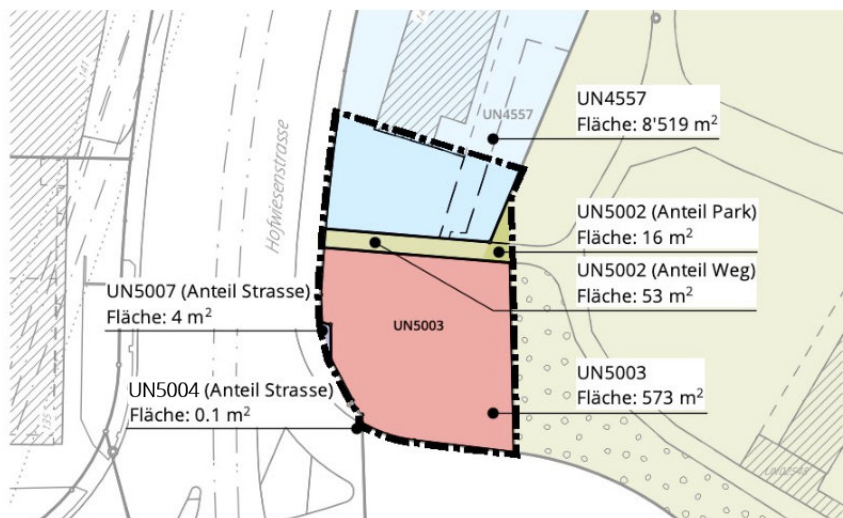 UN4557
UN4557
Fläche: 8'519 m²
Hofwiesenstrasse
UN5002 (Anteil Park)
Fläche: 16 m²
UN5002 (Anteil Weg)
Fläche: 53 m²
UN5007 (Anteil Strasse)
Fläche: 4 m²
UN5003
UN5003
Fläche: 573 m²
UN5004 (Anteil Strasse)
Fläche: 0.1 m²